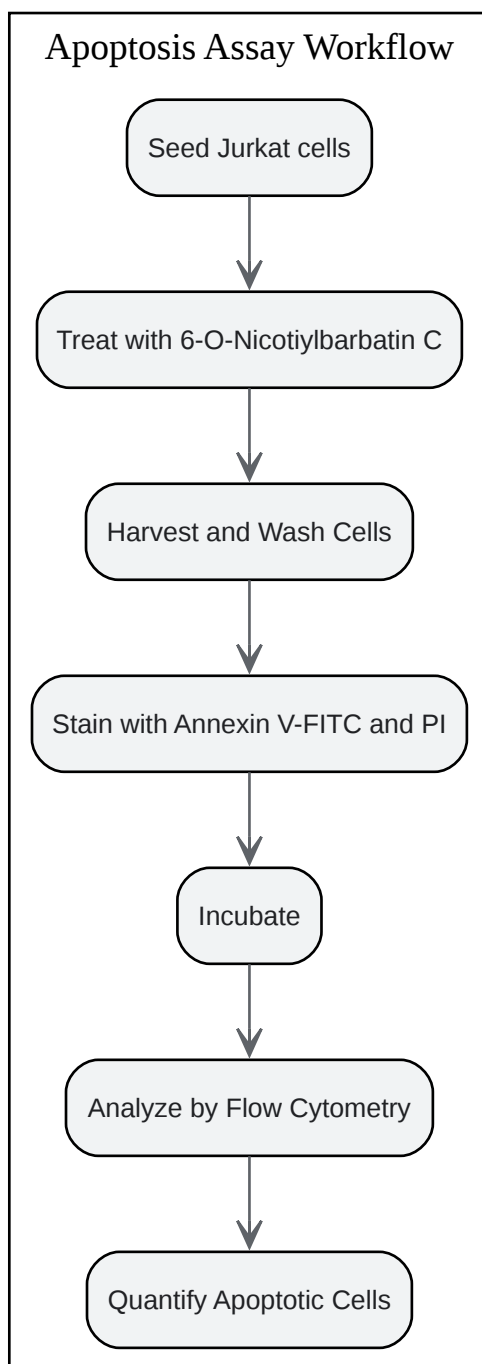 Apoptosis Assay Workflow
Seed Jurkat cells
Treat with 6-O-Nicotiylbarbatin C
Harvest and Wash Cells
Stain with Annexin V-FITC and PI
Incubate
Analyze by Flow Cytometry
Quantify Apoptotic Cells